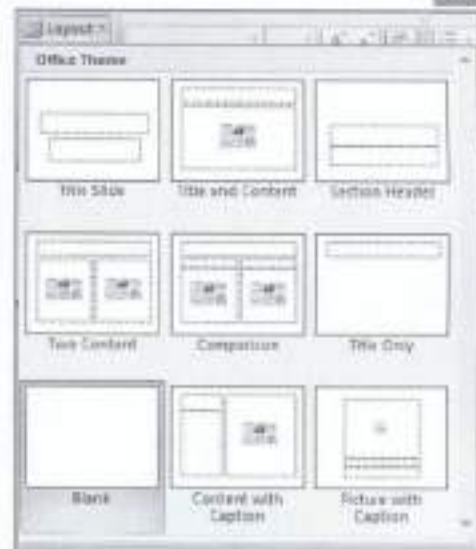 Layout
Office Theme
Title Slide
Title and Content
Section Header
Two Content
Comparison
Title Only
Blank
Content with
Caption
Picture with
Caption